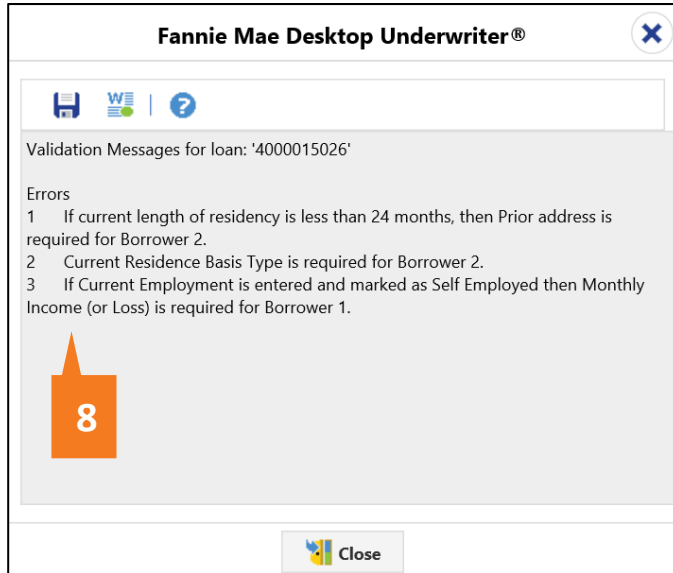 Fannie Mae Desktop Underwriter®
W
Validation Messages for loan: '4000015026'
Errors
1 If current length of residency is less than 24 months, then Prior address is
required for Borrower 2.
2 Current Residence Basis Type is required for Borrower 2.
3 If Current Employment is entered and marked as Self Employed then Monthly
Income (or Loss) is required for Borrower 1.
8
Close